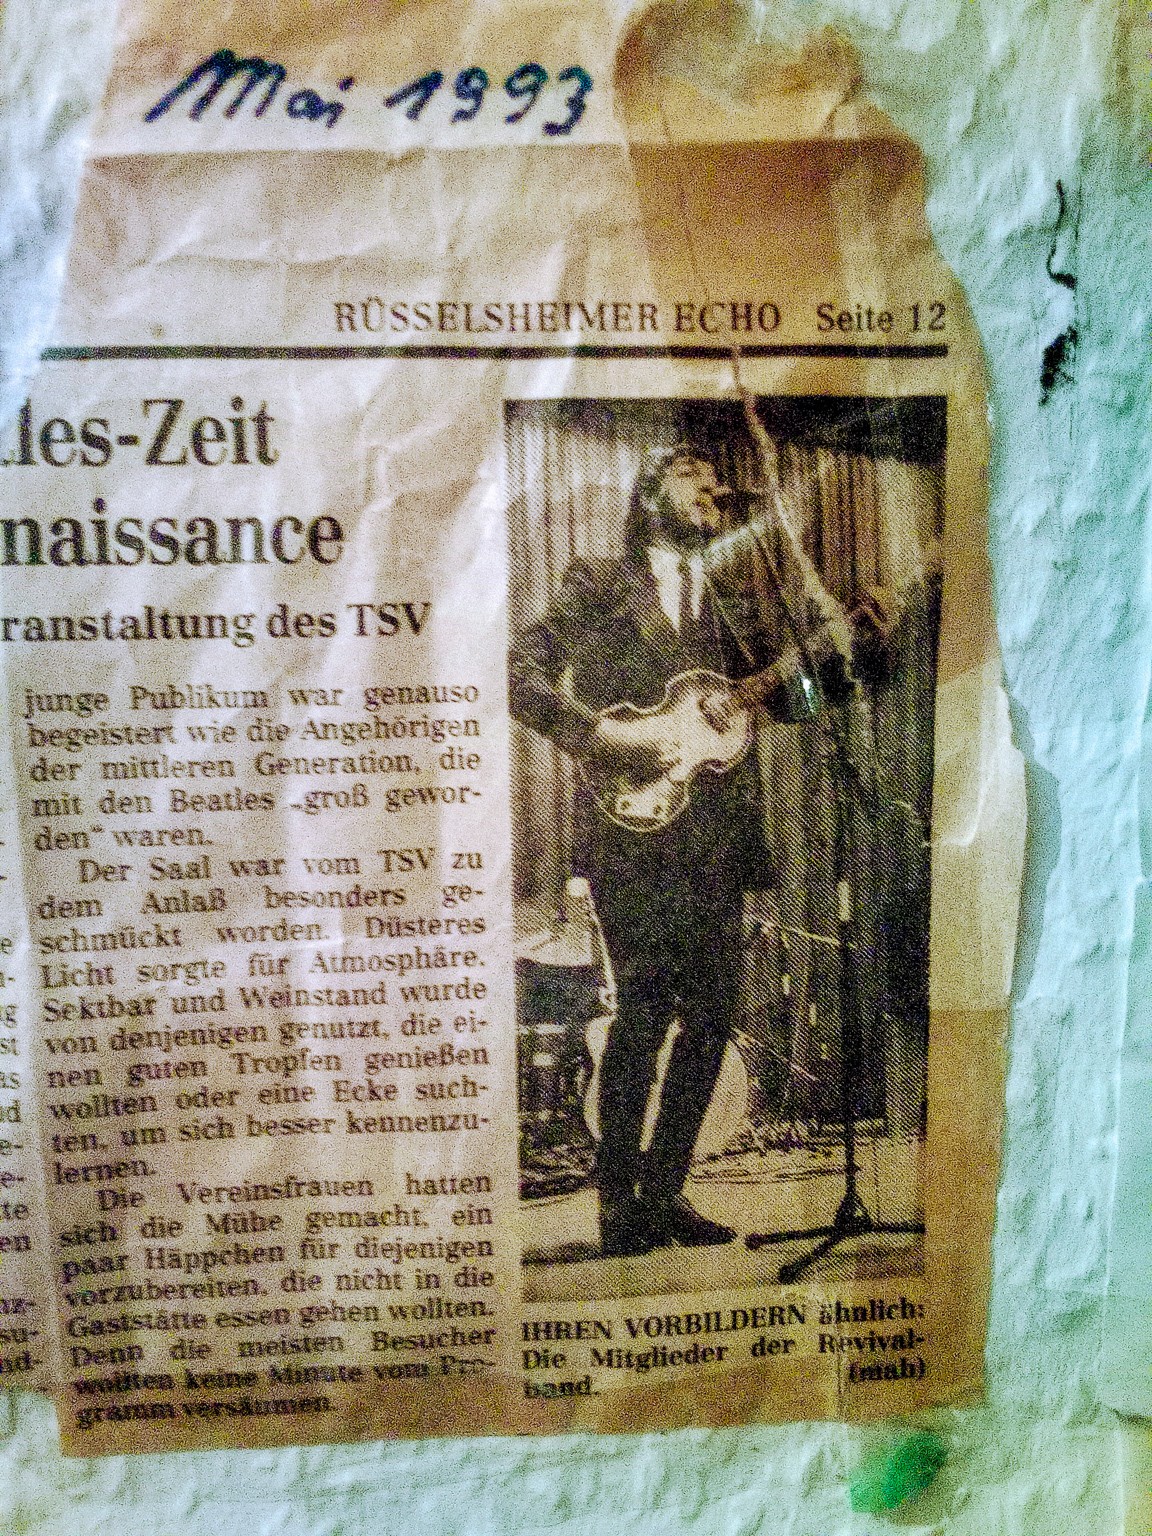 Mai 1993
RÜSSELSHEIMER ECHO Seite 12
les-Zeit
naissance
ranstaltung des TSV
junge Publikum war genauso
begeistert wie die Angehörigen
der mittleren Generation, die
mit den Beatles „groß gewor-
den“ waren.
Der Saal war vom TSV zu
dem Anlaß besonders ge-
schmückt worden. Düsteres
Licht sorgte für Atmosphäre.
Sektbar und Weinstand wurde
von denjenigen genutzt, die ei-
nen guten Tropfen genießen
wollten oder eine Ecke such-
ten, um sich besser kennenzu-
lernen.
Die Vereinsfrauen hatten
sich die Mühe gemacht, ein
paar Häppchen für diejenigen
vorzubereiten, die nicht in die
Gaststätte essen gehen wollten.
Denn die meisten Besucher
wollten keine Minute vom Pro-
gramm versäumen.
IHREN VORBILDERN ähnlich:
Die Mitglieder der Revival-
band. (mab)